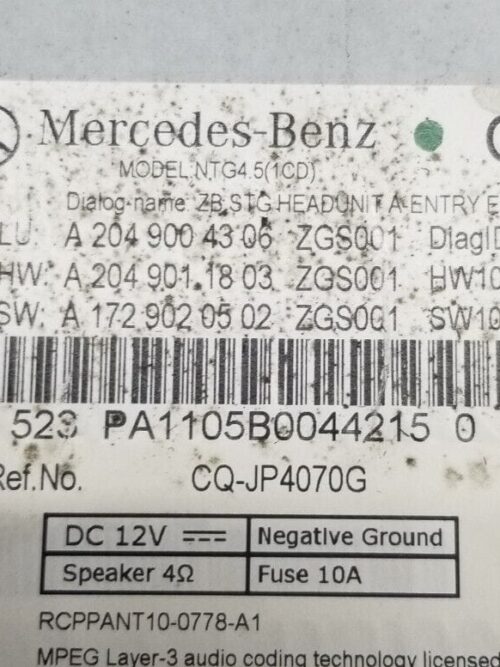 Mercedes-Benz
MODEL:NTG4.5(1CD)
Dialog-name: ZB.STG.HEADUNIT A-ENTRY E
LU: A 204 900 43 06 ZGS001 DiagID
HW: A 204 901 18 03 ZGS001 HW10
SW: A 172 902 05 02 ZGS001 SW10
523 PA1105B0044215 0
Ref.No. CQ-JP4070G
DC 12V Negative Ground
Speaker 4Ω Fuse 10A
RCPPANT10-0778-A1
MPEG Layer-3 audio coding technology licensed